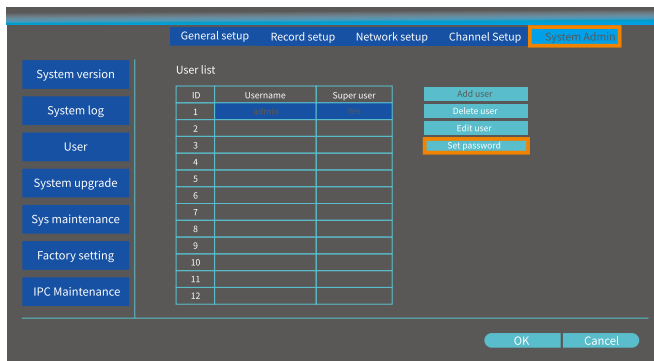 General setup Record setup Network setup Channel Setup System Admin
System version
System log
User
System upgrade
Sys maintenance
Factory setting
IPC Maintenance
User list
ID Username Super user
1 admin Yes
2
3
4
5
6
7
8
9
10
11
12
Add user
Delete user
Edit user
Set password
OK Cancel